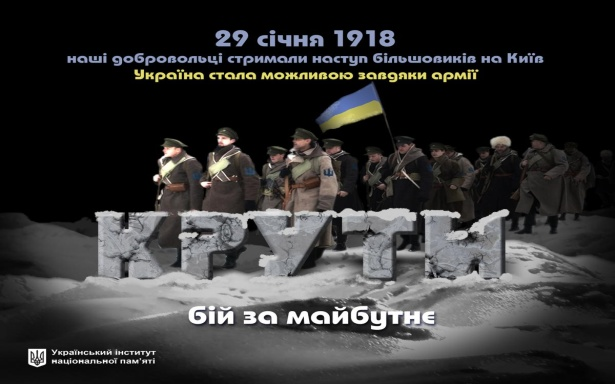 29 січня 1918
наші добровольці стримали наступ більшовиків на Київ
Україна стала можливою завдяки армії
КРУТИ
бій за майбутнє
Український інститут
національної пам'яті